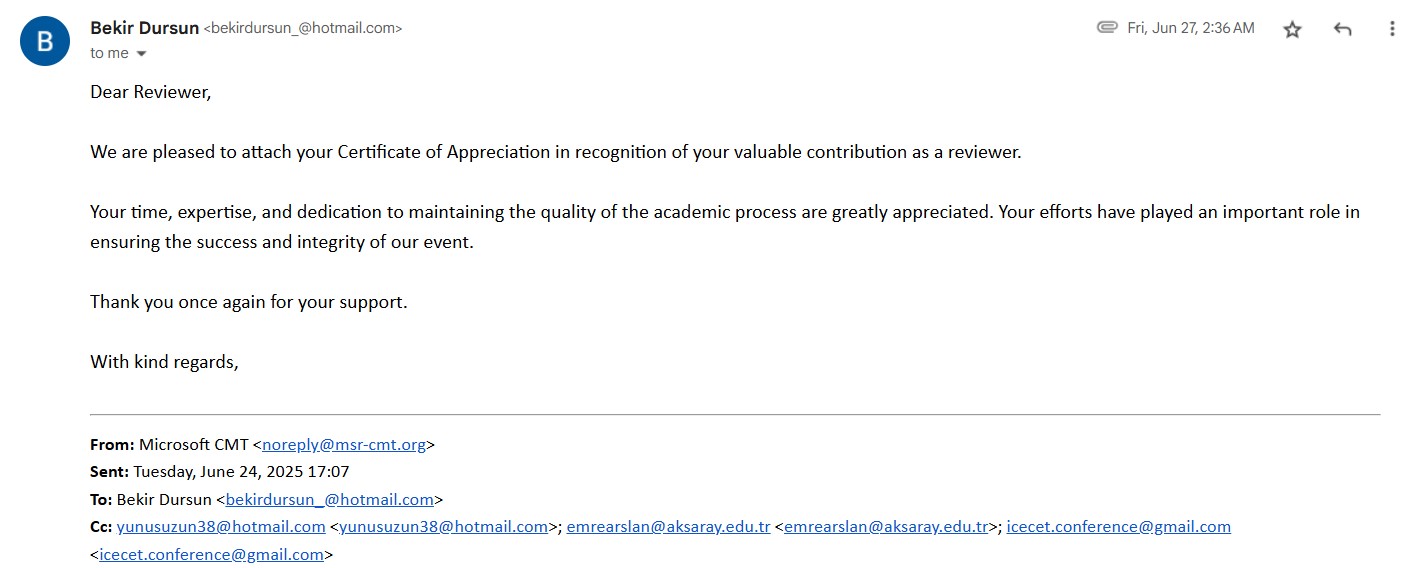 B
Bekir Dursun <bekirdursun_@hotmail.com>
Fri, Jun 27, 2:36 AM
to me
Dear Reviewer,
We are pleased to attach your Certificate of Appreciation in recognition of your valuable contribution as a reviewer.
Your time, expertise, and dedication to maintaining the quality of the academic process are greatly appreciated. Your efforts have played an important role in
ensuring the success and integrity of our event.
Thank you once again for your support.
With kind regards,
From: Microsoft CMT <noreply@msr-cmt.org>
Sent: Tuesday, June 24, 2025 17:07
To: Bekir Dursun <bekirdursun_@hotmail.com>
Cc: yunusuzun38@hotmail.com <yunusuzun38@hotmail.com>; emrearslan@aksaray.edu.tr <emrearslan@aksaray.edu.tr>; icecet.conference@gmail.com
<icecet.conference@gmail.com>